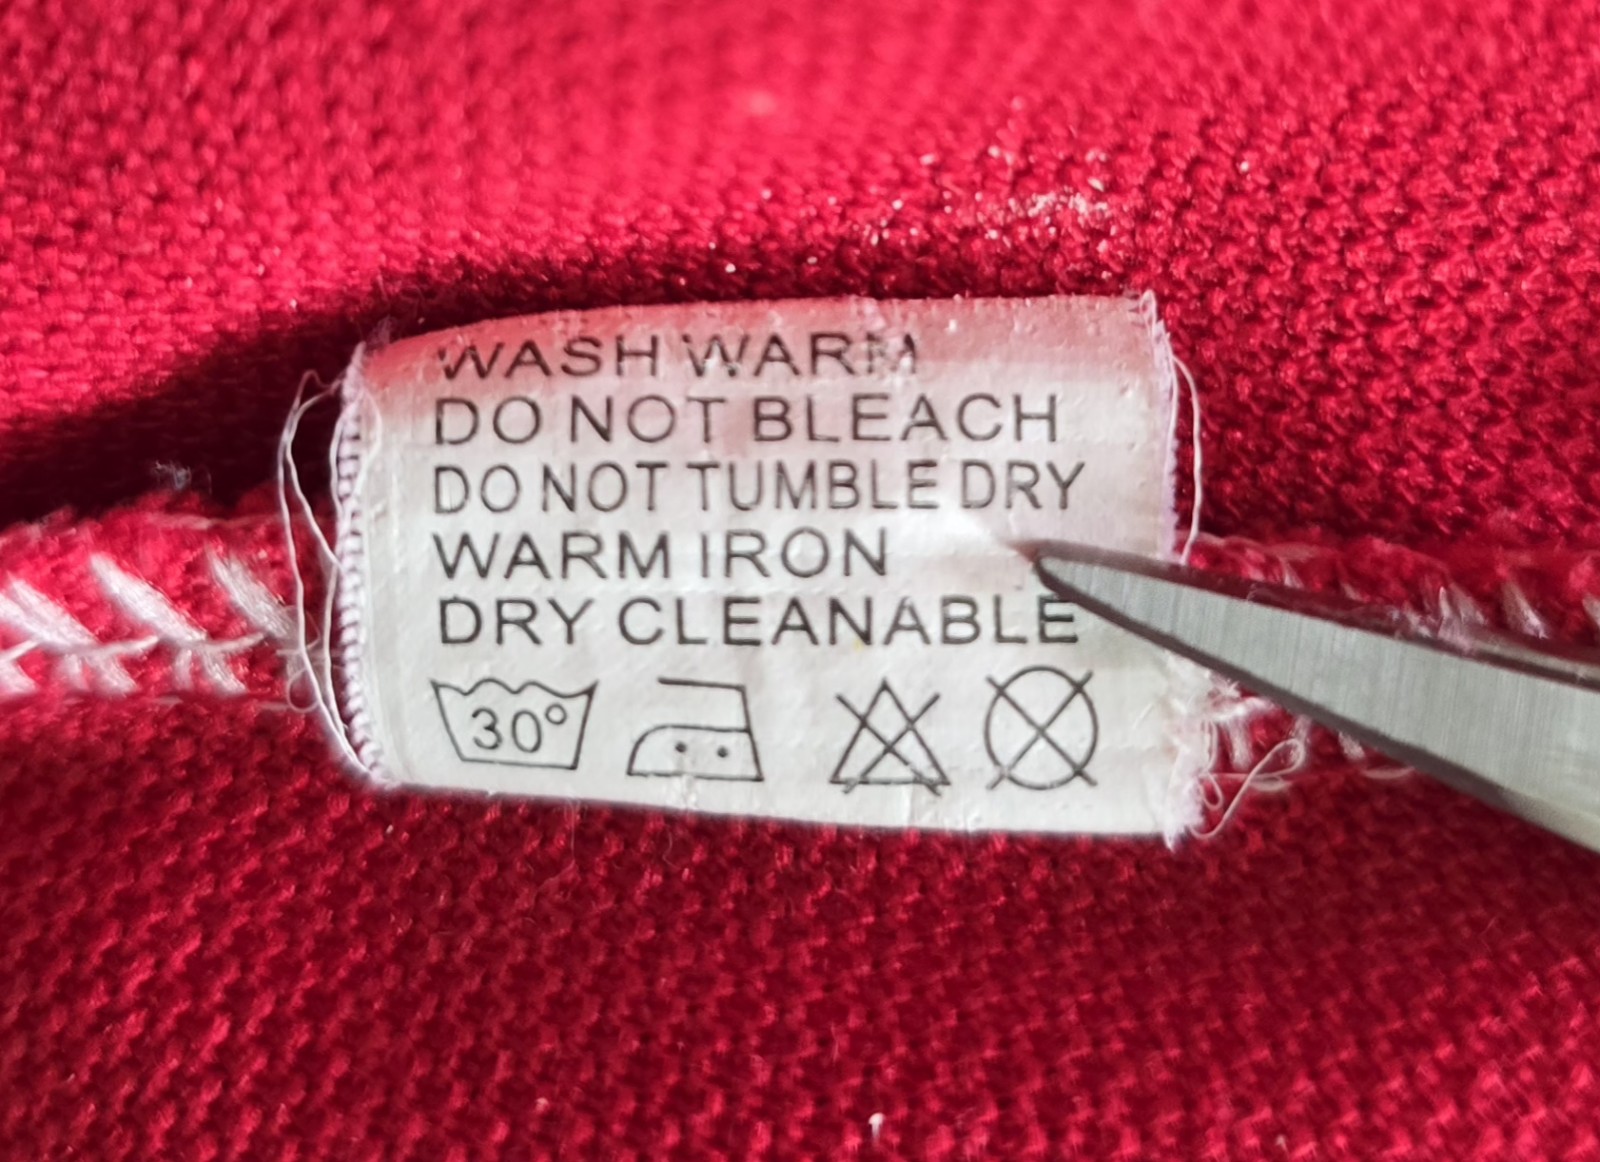 WASH WARM
DO NOT BLEACH
DO NOT TUMBLE DRY
WARM IRON
DRY CLEANABLE
30°